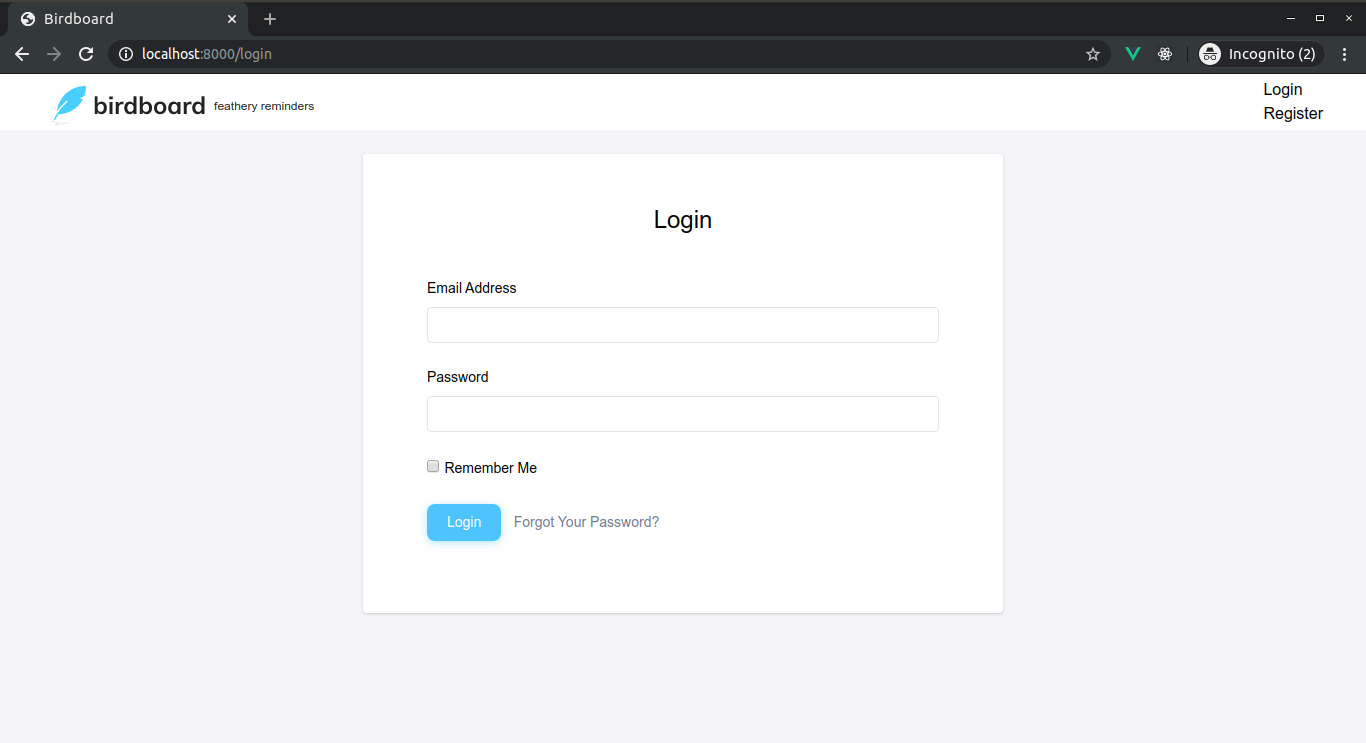 Birdboard
localhost:8000/login
Incognito (2)
birdboard feathery reminders
Login
Register
Login
Email Address
Password
Remember Me
Login Forgot Your Password?